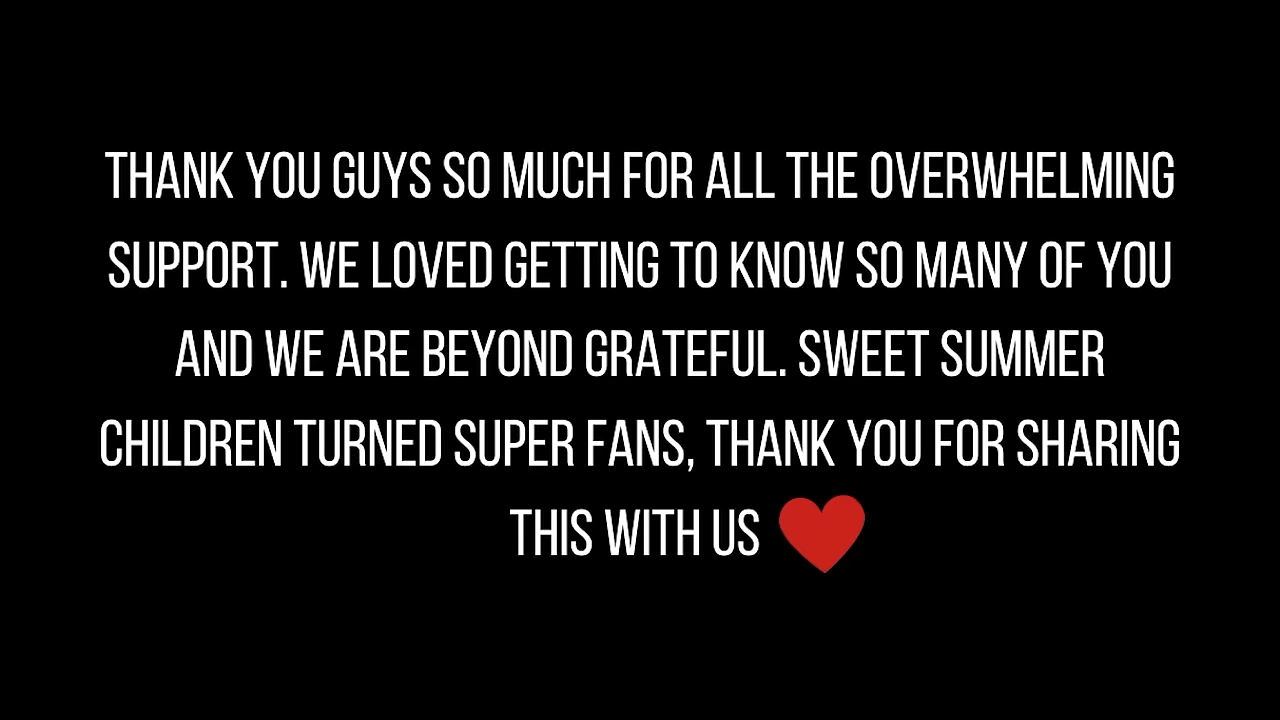 THANK YOU GUYS SO MUCH FOR ALL THE OVERWHELMING
SUPPORT. WE LOVED GETTING TO KNOW SO MANY OF YOU
AND WE ARE BEYOND GRATEFUL. SWEET SUMMER
CHILDREN TURNED SUPER FANS, THANK YOU FOR SHARING
THIS WITH US ❤️